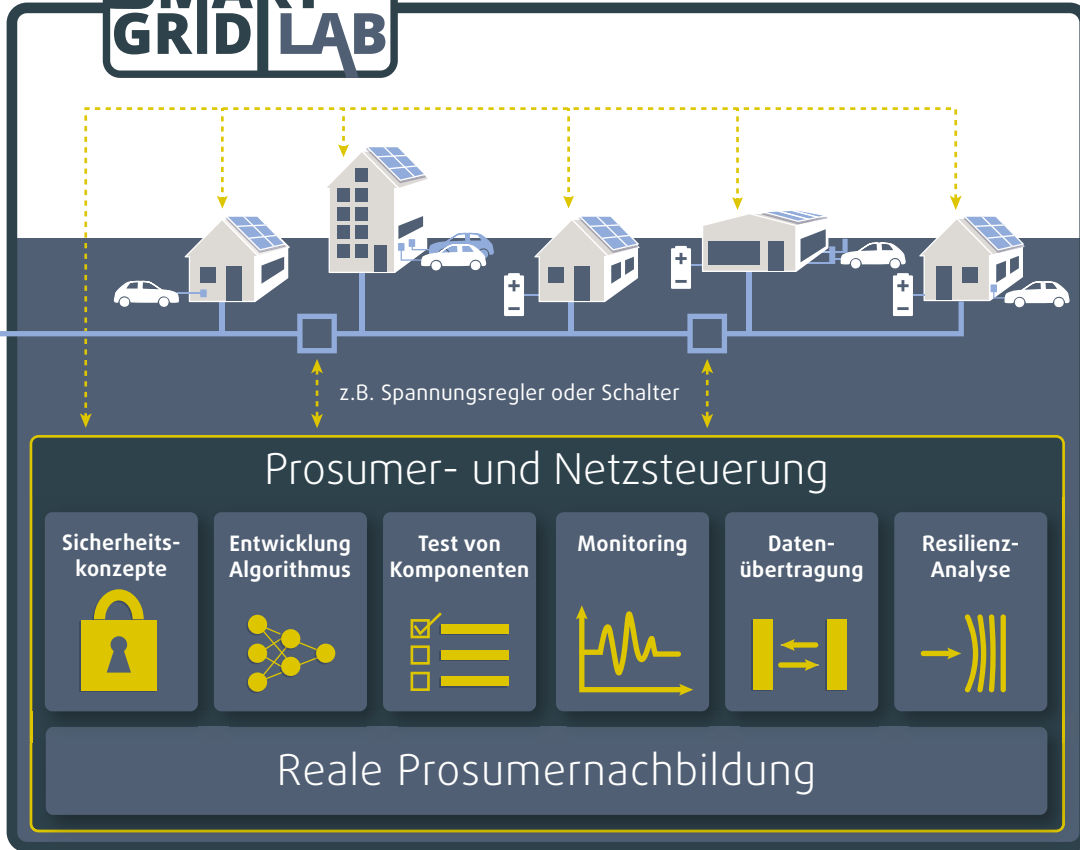 SMART
GRID LAB
z.B. Spannungsregler oder Schalter
Prosumer- und Netzsteuerung
Sicherheits-
konzepte
Entwicklung
Algorithmus
Test von
Komponenten
Monitoring
Daten-
übertragung
Resilienz-
Analyse
Reale Prosumernachbildung